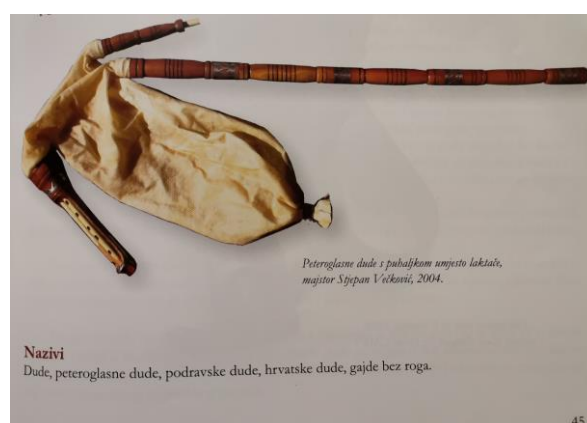 Peteroglasne dude s puhaljkom umjesto laktače,
majstor Stjepan Večković, 2004.
Nazivi
Dude, peteroglasne dude, podravske dude, hrvatske dude, gajde bez roga.
45